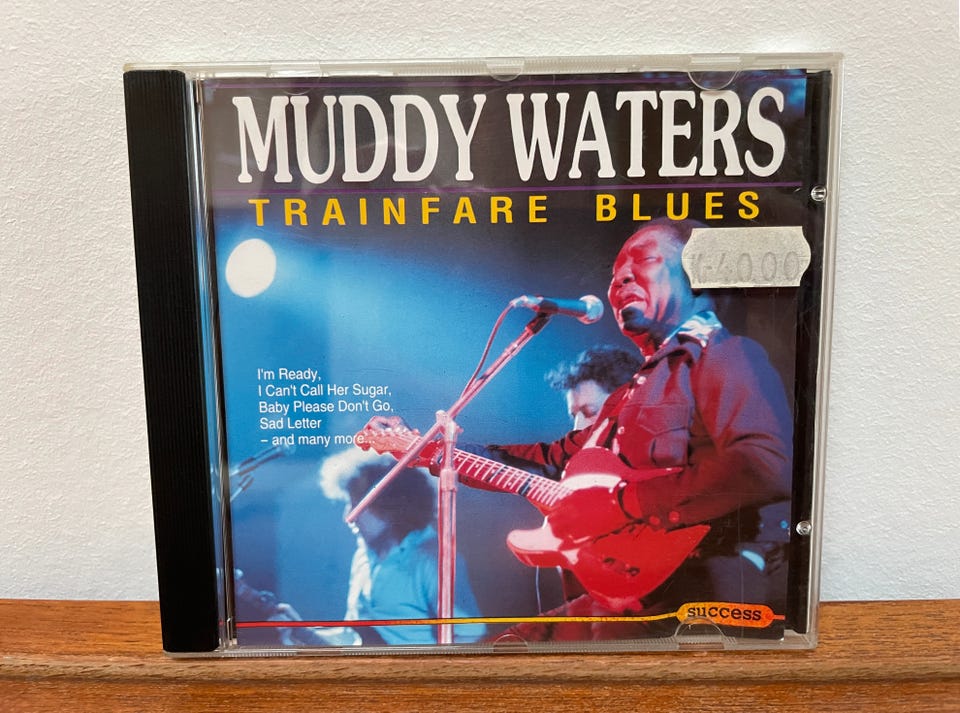 MUDDY WATERS
TRAINFARE BLUES
I'm Ready,
I Can't Call Her Sugar,
Baby Please Don't Go,
Sad Letter
– and many more...
success